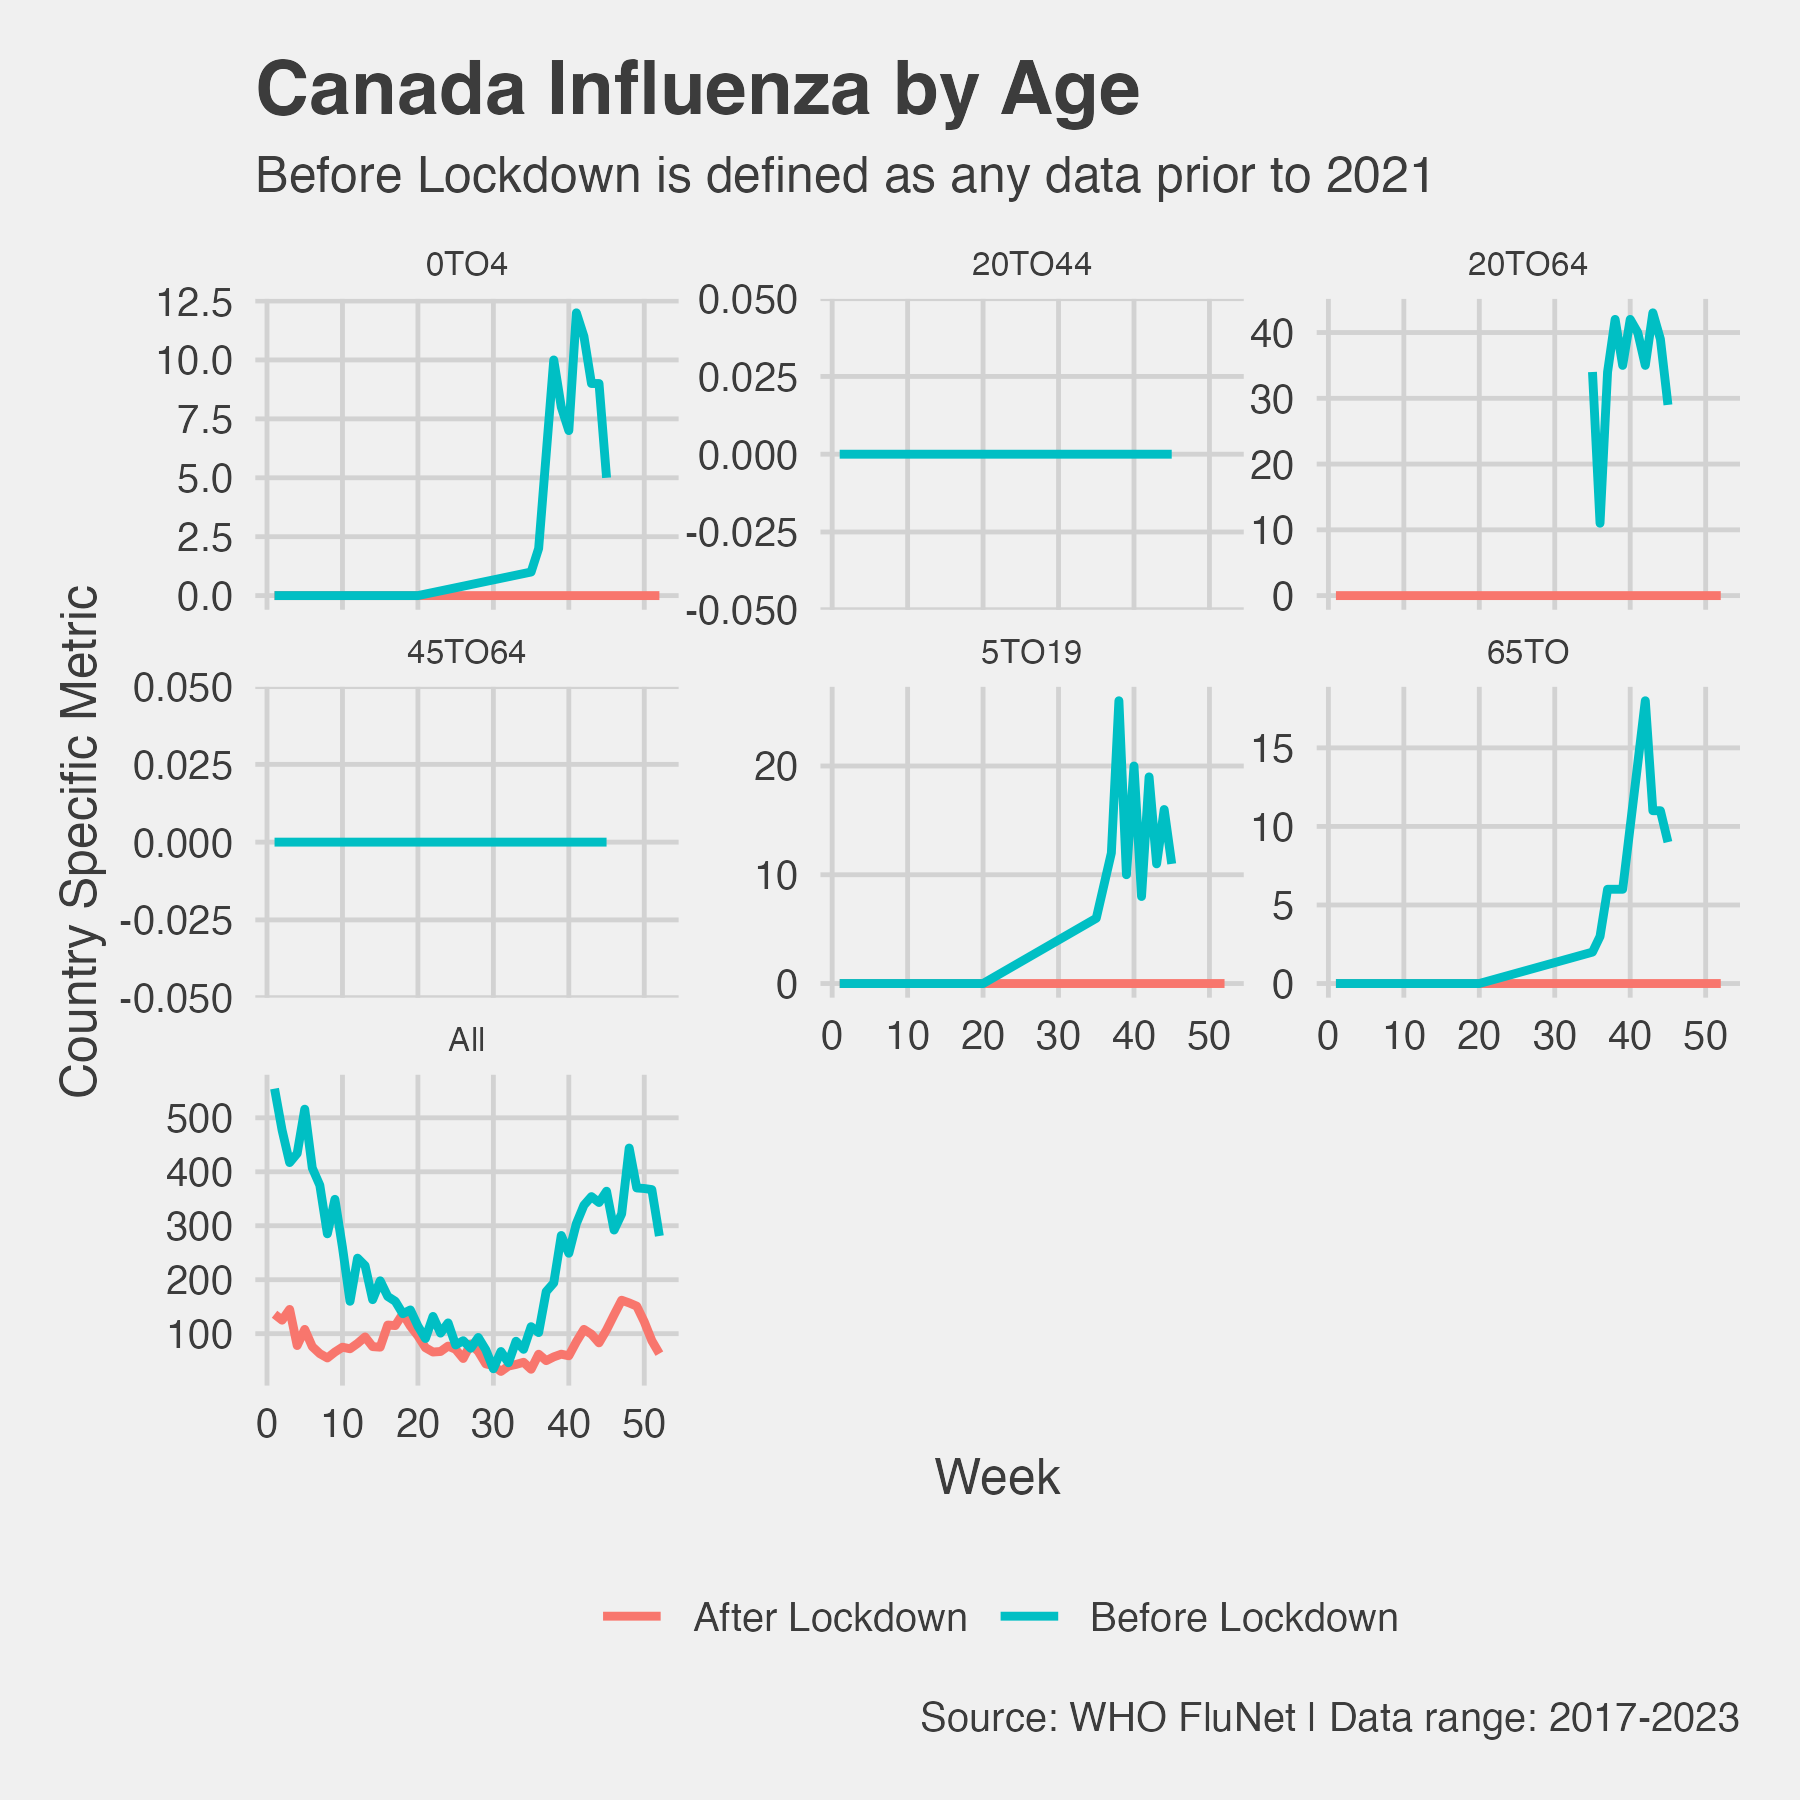 Canada Influenza by Age
Before Lockdown is defined as any data prior to 2021
Country Specific Metric
0TO4
12.5
10.0
7.5
5.0
2.5
0.0
20TO44
0.050
0.025
0.000
-0.025
-0.050
20TO64
40
30
20
10
0
45TO64
0.050
0.025
0.000
-0.025
-0.050
5TO19
20
10
0
0 10 20 30 40 50
65TO
15
10
5
0
0 10 20 30 40 50
All
500
400
300
200
100
0 10 20 30 40 50
Week
After Lockdown Before Lockdown
Source: WHO FluNet | Data range: 2017-2023